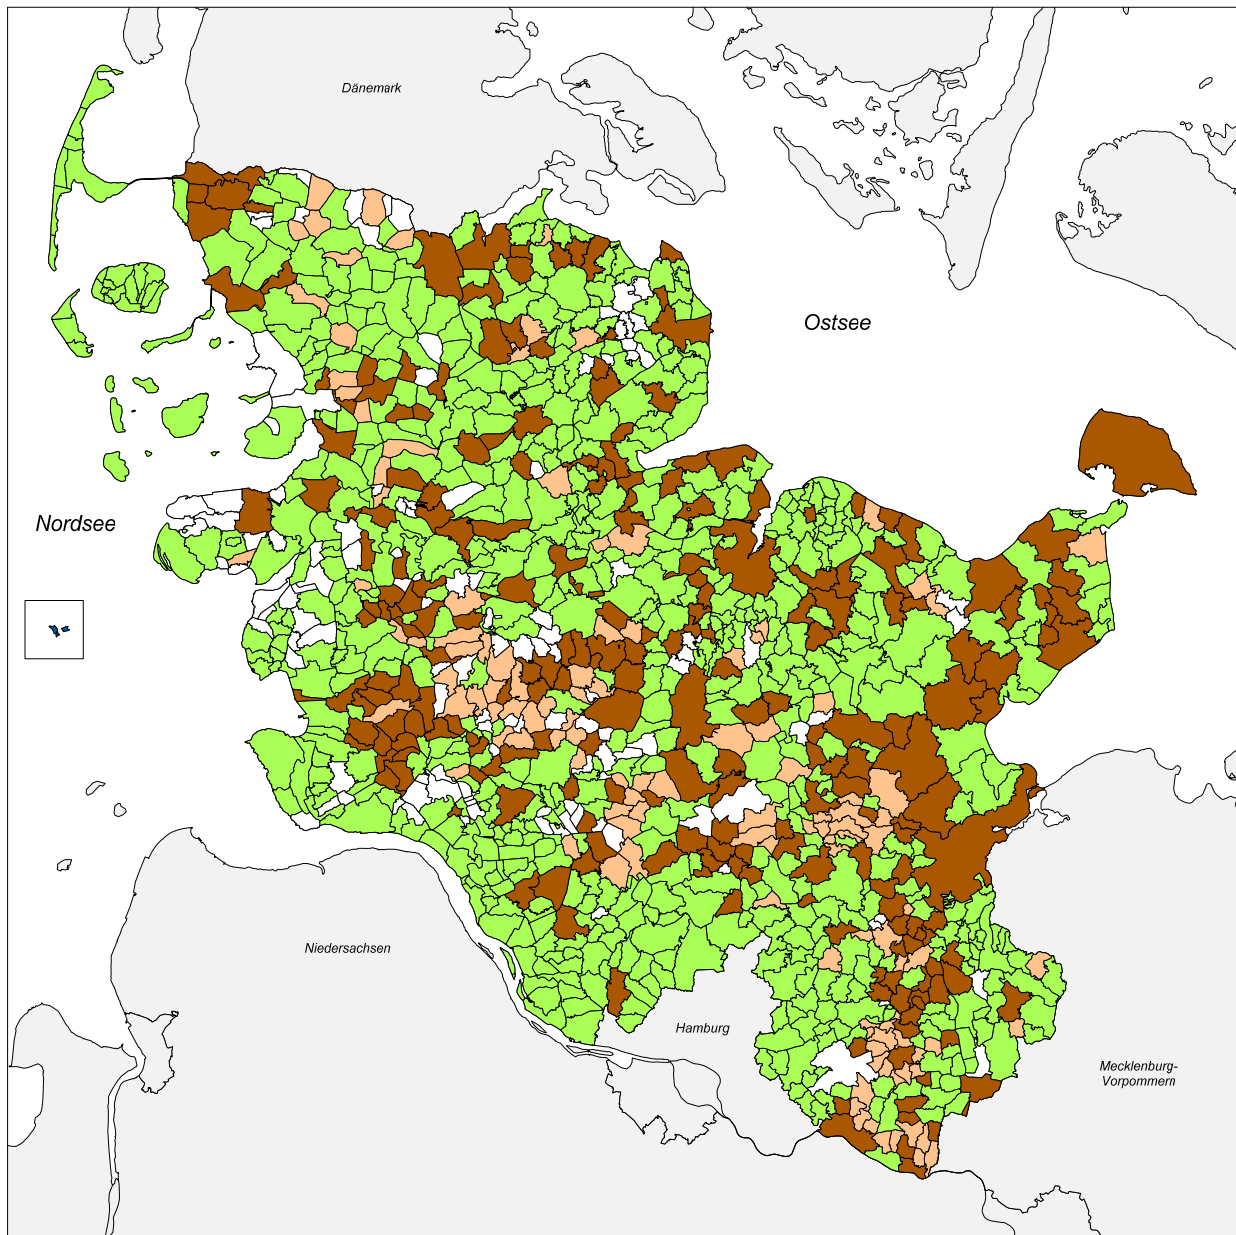 Dänemark
Ostsee
Nordsee
Niedersachsen
Hamburg
Mecklenburg-
Vorpommern